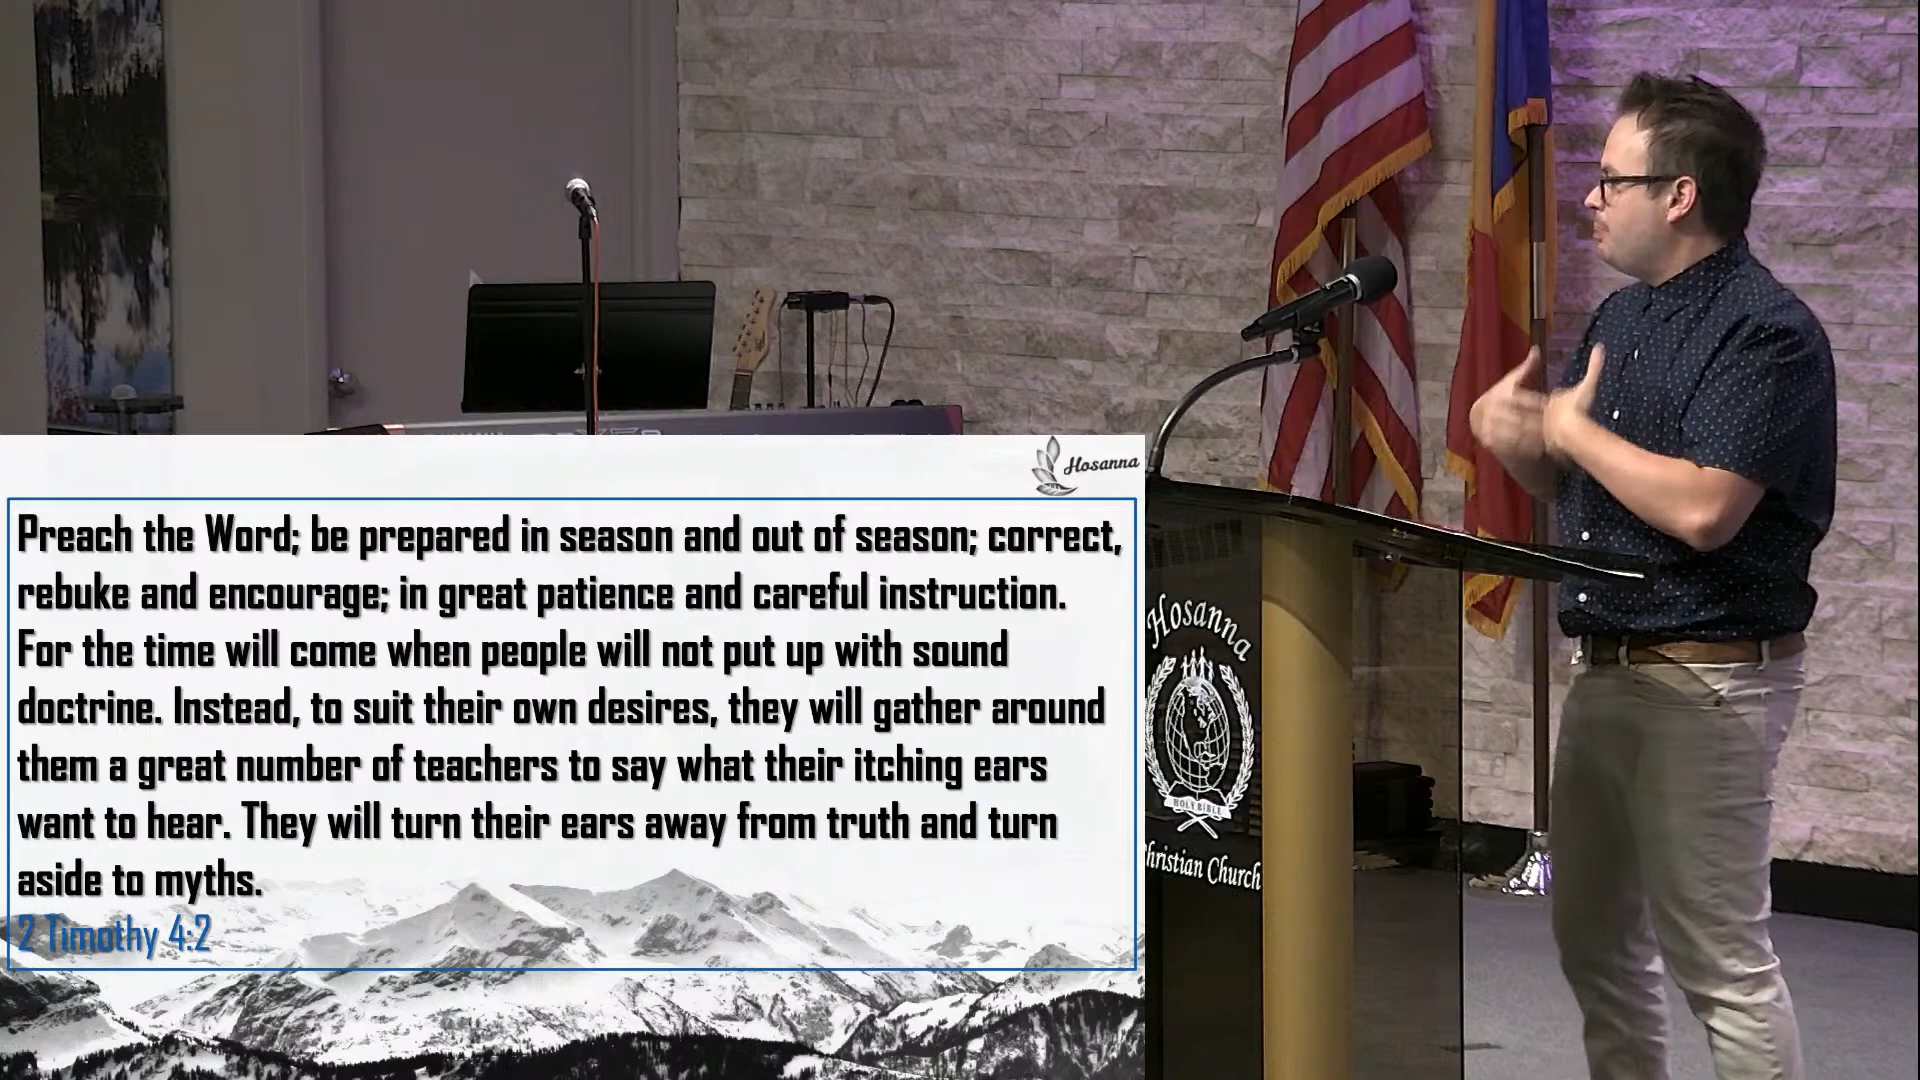 Hosanna
Preach the Word; be prepared in season and out of season; correct,
rebuke and encourage; in great patience and careful instruction.
For the time will come when people will not put up with sound
doctrine. Instead, to suit their own desires, they will gather around
them a great number of teachers to say what their itching ears
want to hear. They will turn their ears away from truth and turn
aside to myths.
2 Timothy 4:2
Hosanna
HOLY BIBLE
Christian Church